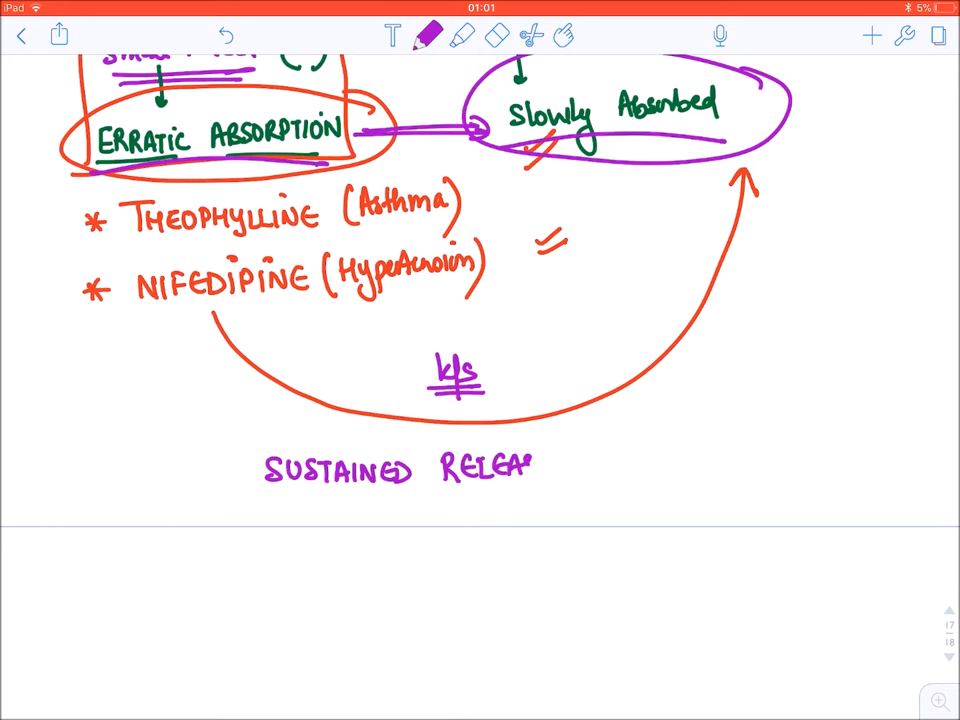 iPad 01:01 5%
T
ERRATIC ABSORPTION
Slowly Absorbed
* THEOPHYLLINE (Asthma)
* NIFEDIPINE (Hypertension)
k/s
SUSTAINED RELEA
17
18